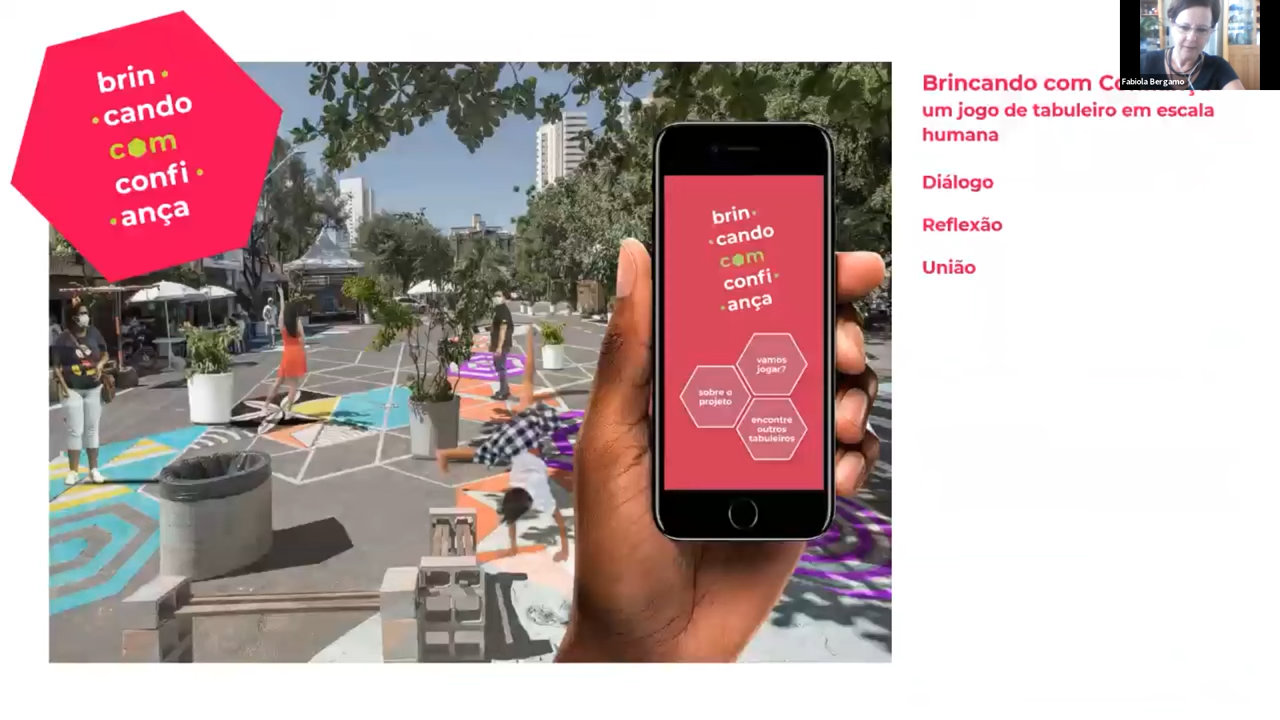 brin
cando
com
confi
ança
brin
cando
com
confi
ança
vamos
jogar?
sobre o
projeto
encontre
outros
tabuleiros
Fabiola Bergamo
Brincando com
um jogo de tabuleiro em escala
humana
Diálogo
Reflexão
União